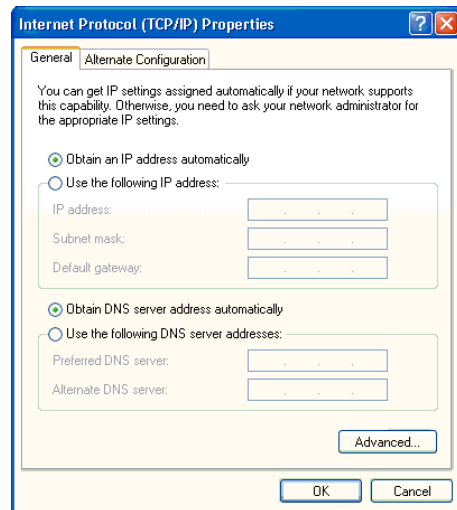 Internet Protocol (TCP/IP) Properties
General
Alternate Configuration
You can get IP settings assigned automatically if your network supports
this capability. Otherwise, you need to ask your network administrator for
the appropriate IP settings.
Obtain an IP address automatically
Use the following IP address:
IP address:
Subnet mask:
Default gateway:
Obtain DNS server address automatically
Use the following DNS server addresses:
Preferred DNS server:
Alternate DNS server:
Advanced...
OK
Cancel